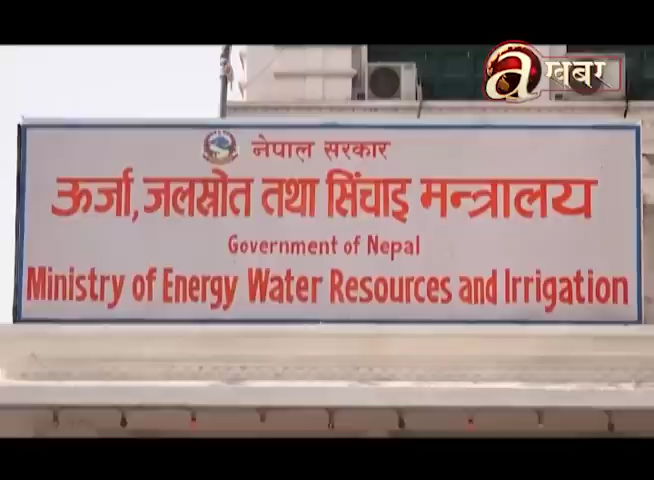 a खबर
नेपाल सरकार
ऊर्जा, जलस्रोत तथा सिंचाइ मन्त्रालय
Government of Nepal
Ministry of Energy Water Resources and Irrigation